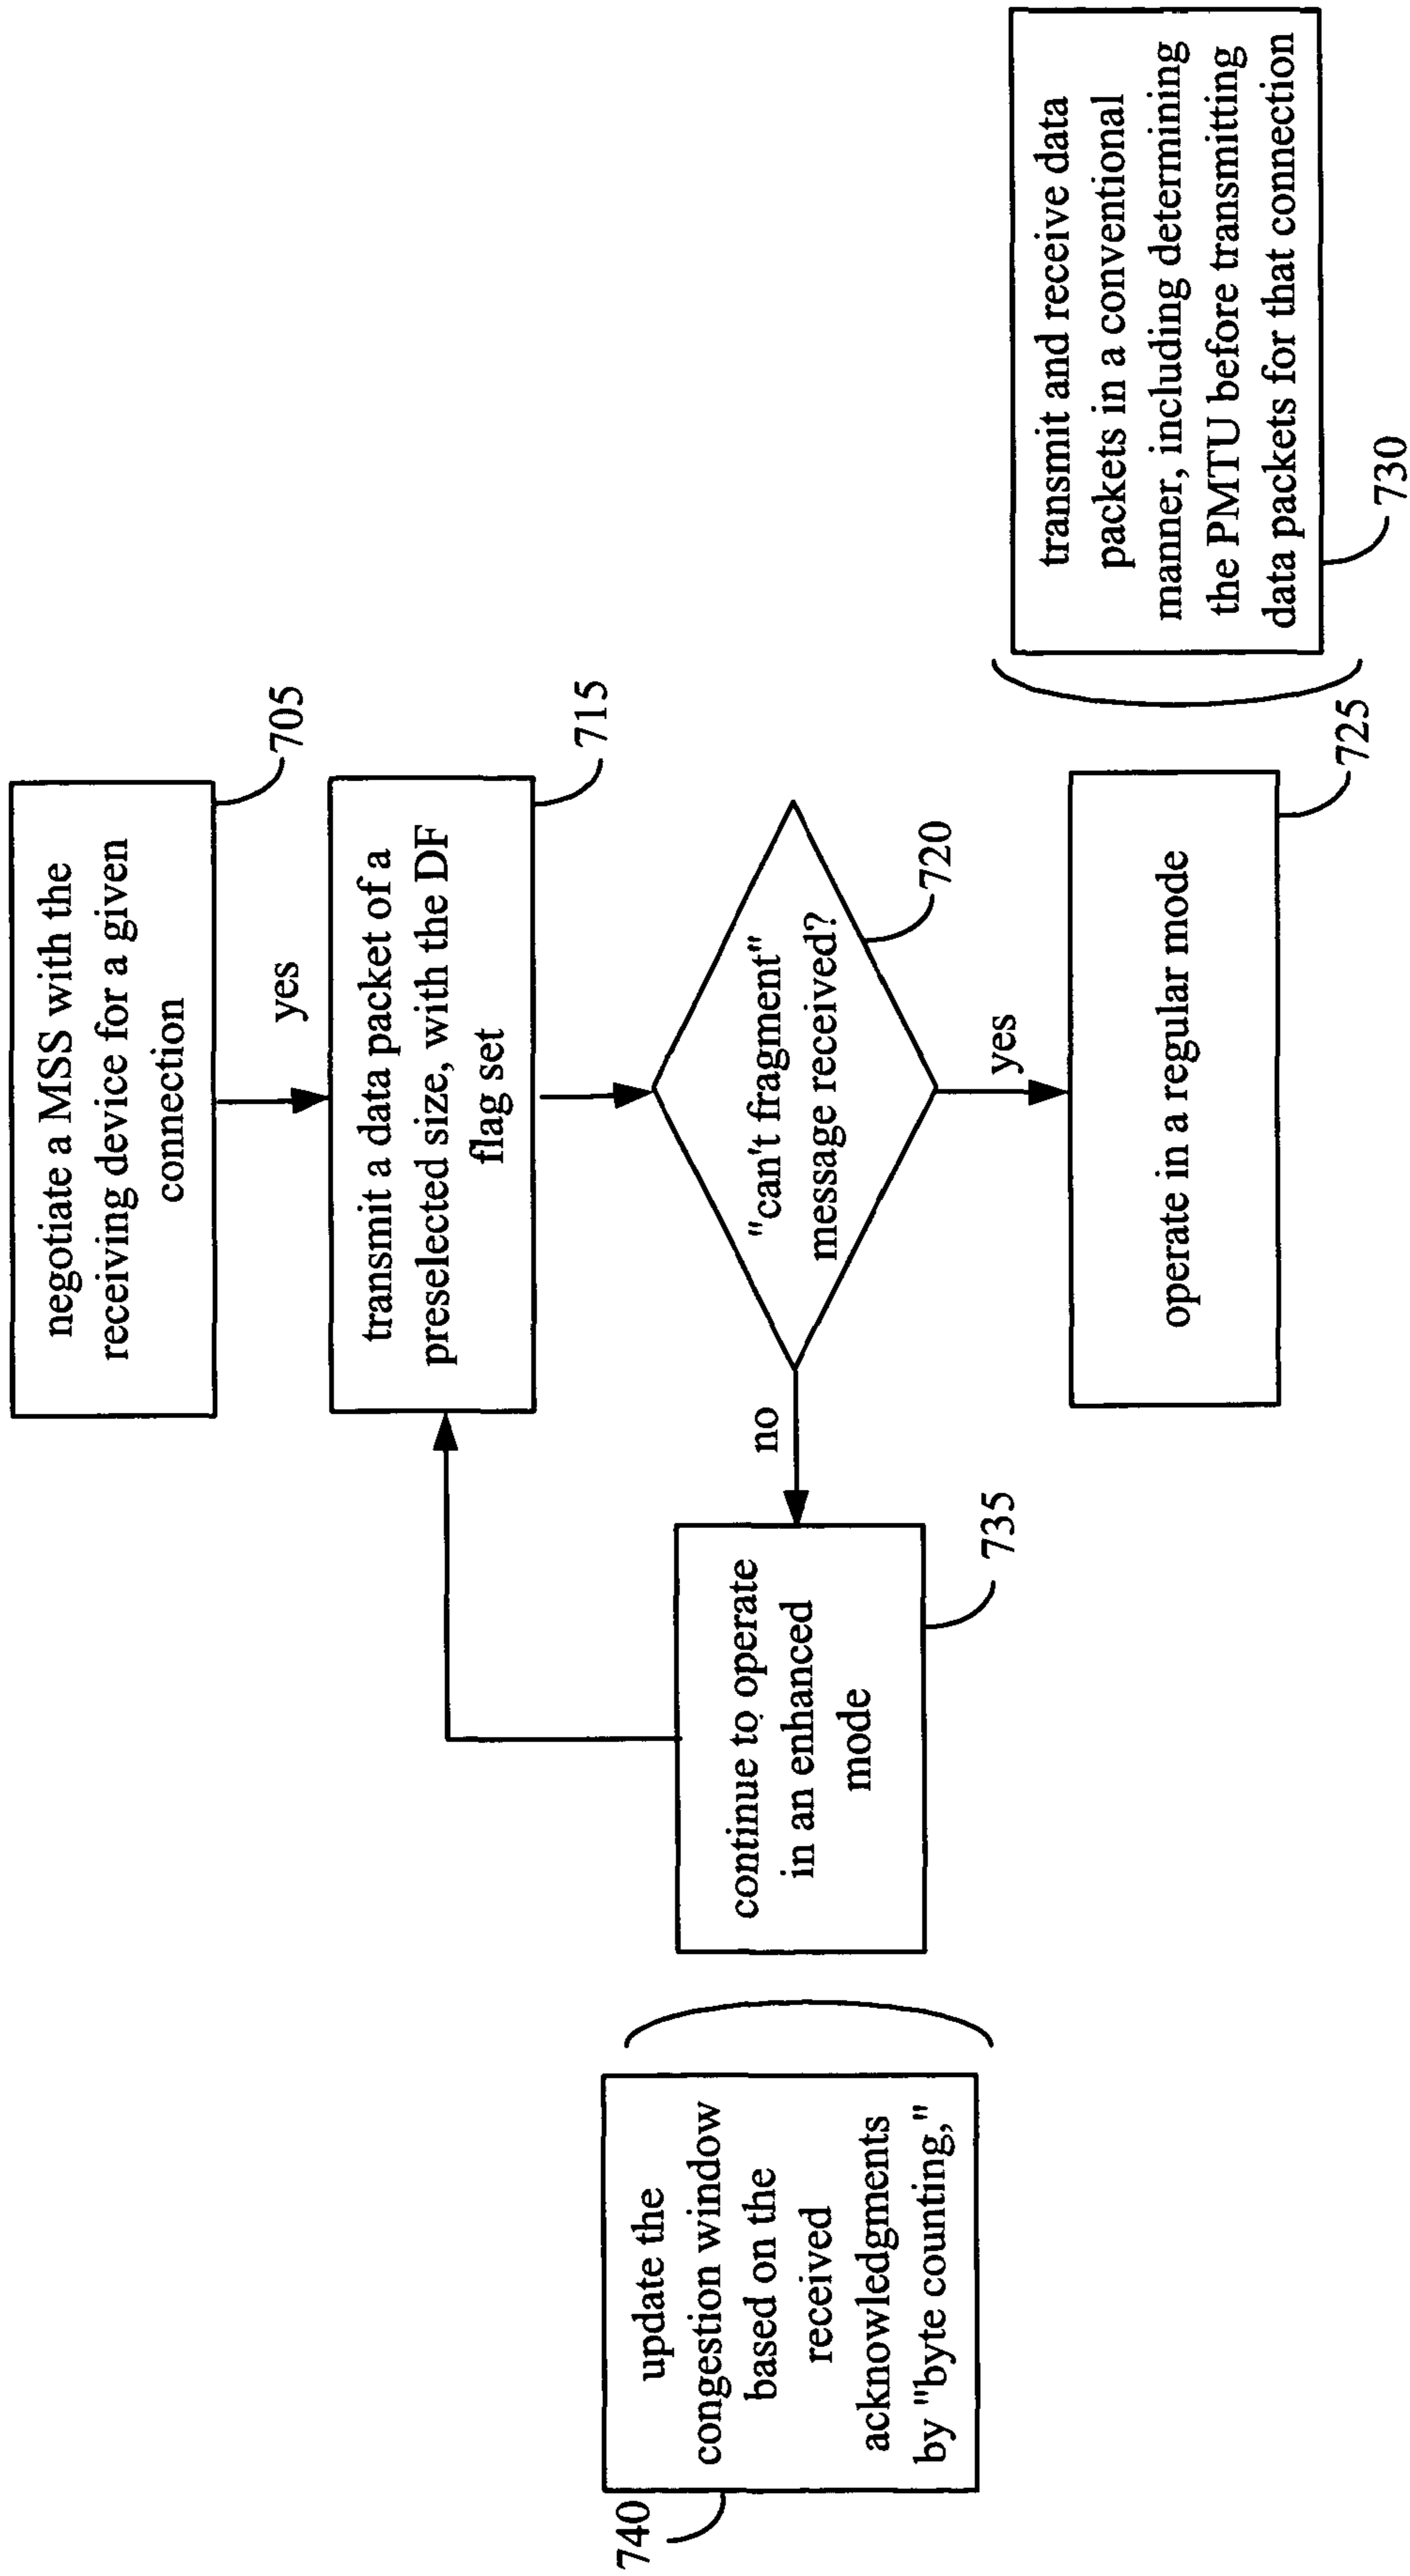 negotiate a MSS with the
receiving device for a given
connection
705
yes
transmit a data packet of a
preselected size, with the DF
flag set
715
"can't fragment"
message received?
720
no
yes
continue to operate
in an enhanced
mode
735
update the
congestion window
based on the
received
acknowledgments
by "byte counting,"
740
operate in a regular mode
725
transmit and receive data
packets in a conventional
manner, including determining
the PMTU before transmitting
data packets for that connection
730